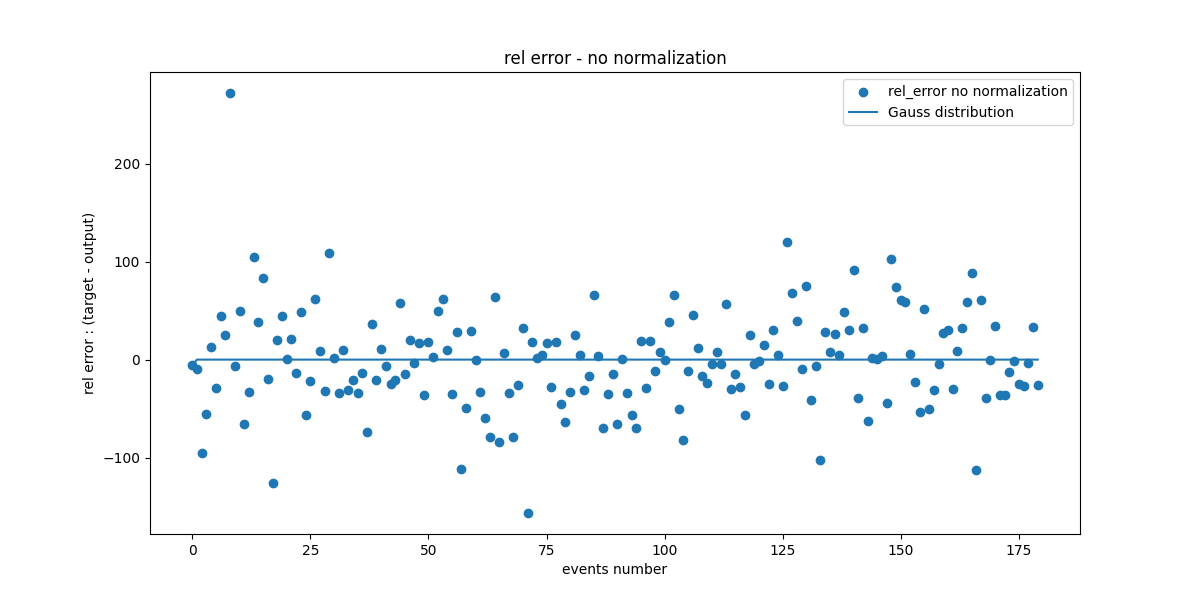 rel error - no normalization
rel_error no normalization
Gauss distribution
rel error : (target - output)
200
100
0
−100
0
25
50
75
100
125
150
175
events number